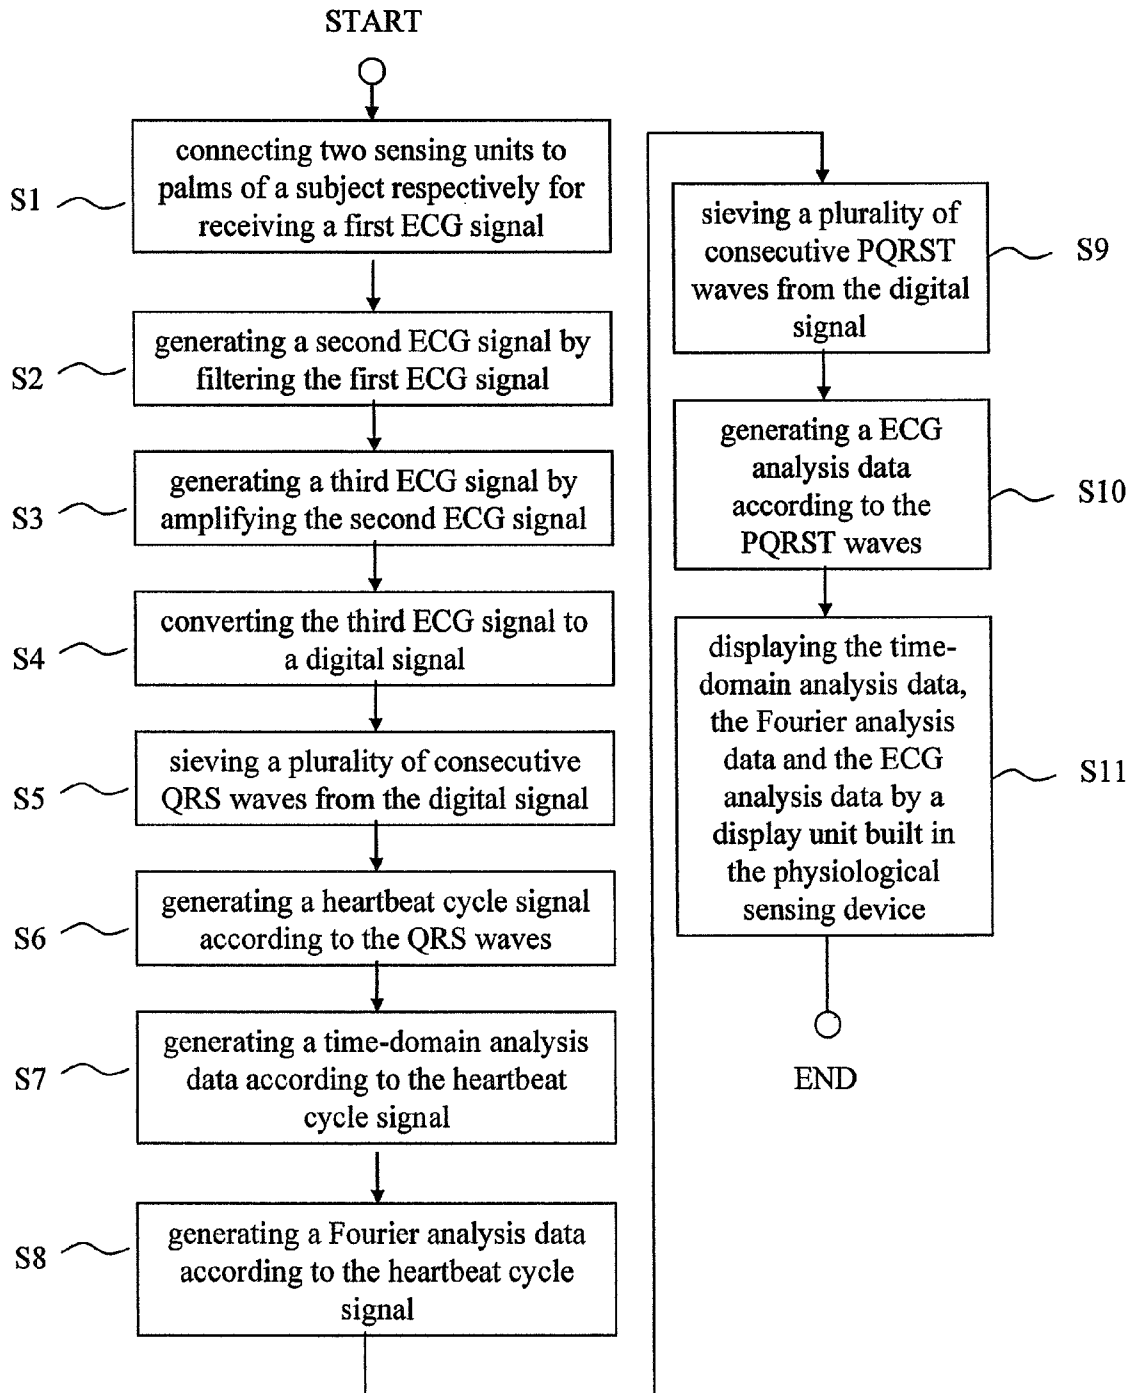 START
S1
connecting two sensing units to
palms of a subject respectively for
receiving a first ECG signal
S2
generating a second ECG signal by
filtering the first ECG signal
S3
generating a third ECG signal by
amplifying the second ECG signal
S4
converting the third ECG signal to
a digital signal
S5
sieving a plurality of consecutive
QRS waves from the digital signal
S6
generating a heartbeat cycle signal
according to the QRS waves
S7
generating a time-domain analysis
data according to the heartbeat
cycle signal
S8
generating a Fourier analysis data
according to the heartbeat cycle
signal
sieving a plurality of
consecutive PQRST
waves from the digital
signal
S9
generating a ECG
analysis data
according to the
PQRST waves
S10
displaying the time-
domain analysis data,
the Fourier analysis
data and the ECG
analysis data by a
display unit built in
the physiological
sensing device
S11
END